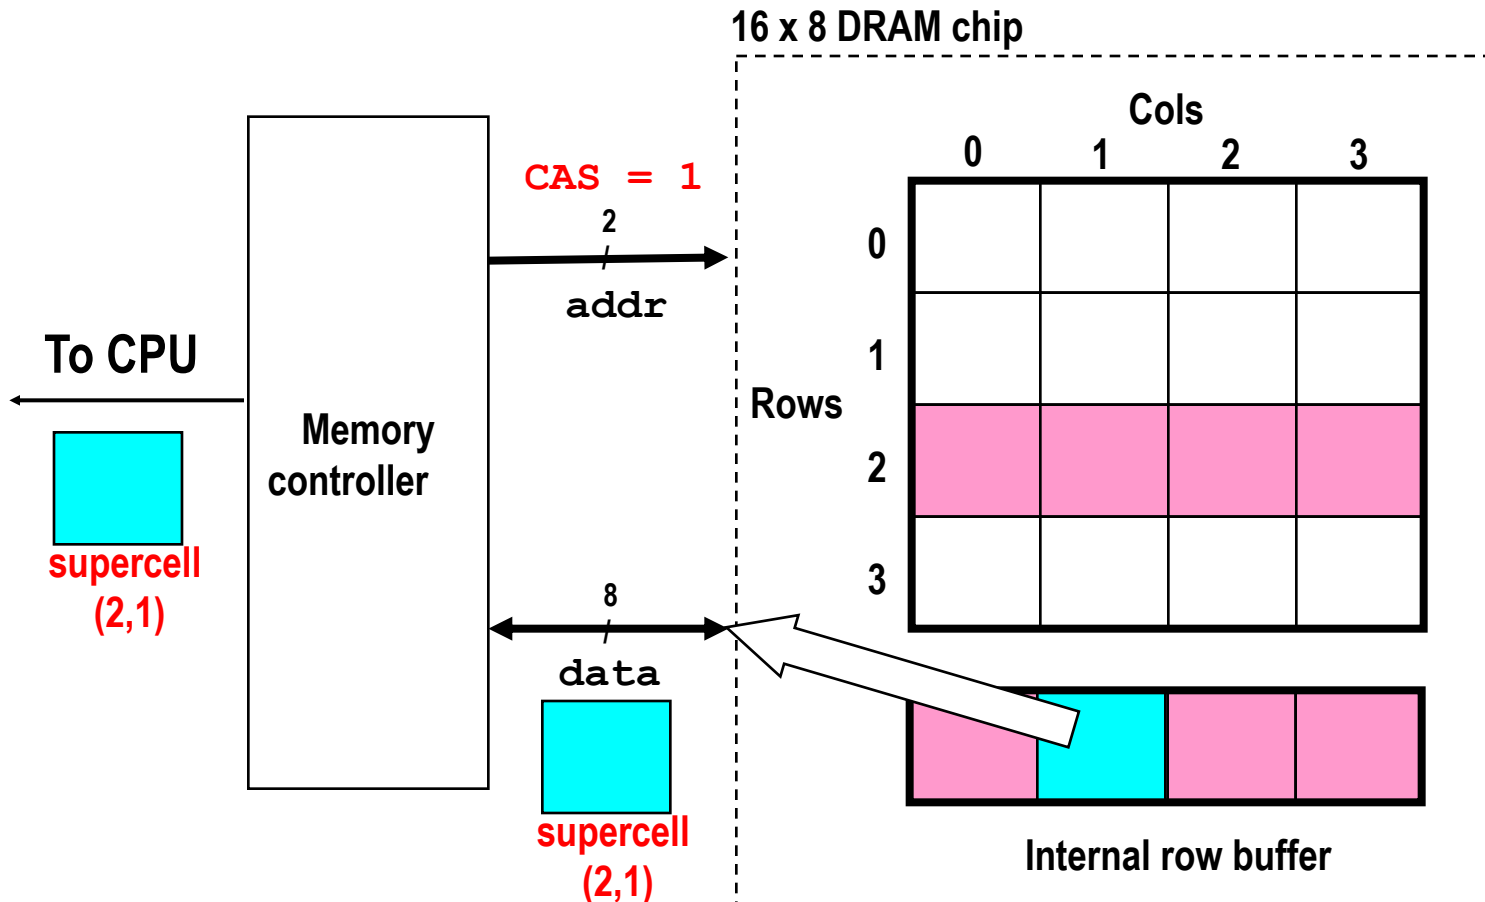 16 x 8 DRAM chip
Cols
0 1 2 3
CAS = 1
2
addr
To CPU
Memory
controller
Rows
0
1
2
3
supercell
(2,1)
8
data
supercell
(2,1)
Internal row buffer